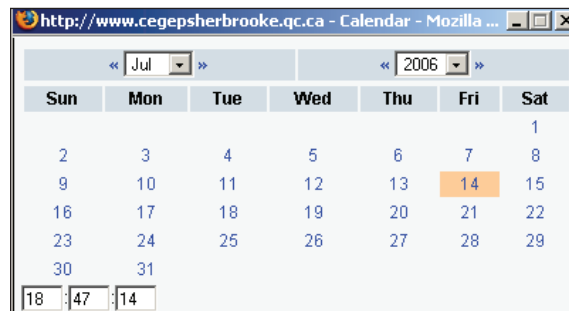 http://www.cegepsherbrooke.qc.ca - Calendar - Mozilla ...
« Jul » « 2006 »
Sun Mon Tue Wed Thu Fri Sat
1
2 3 4 5 6 7 8
9 10 11 12 13 14 15
16 17 18 19 20 21 22
23 24 25 26 27 28 29
30 31
18 : 47 : 14